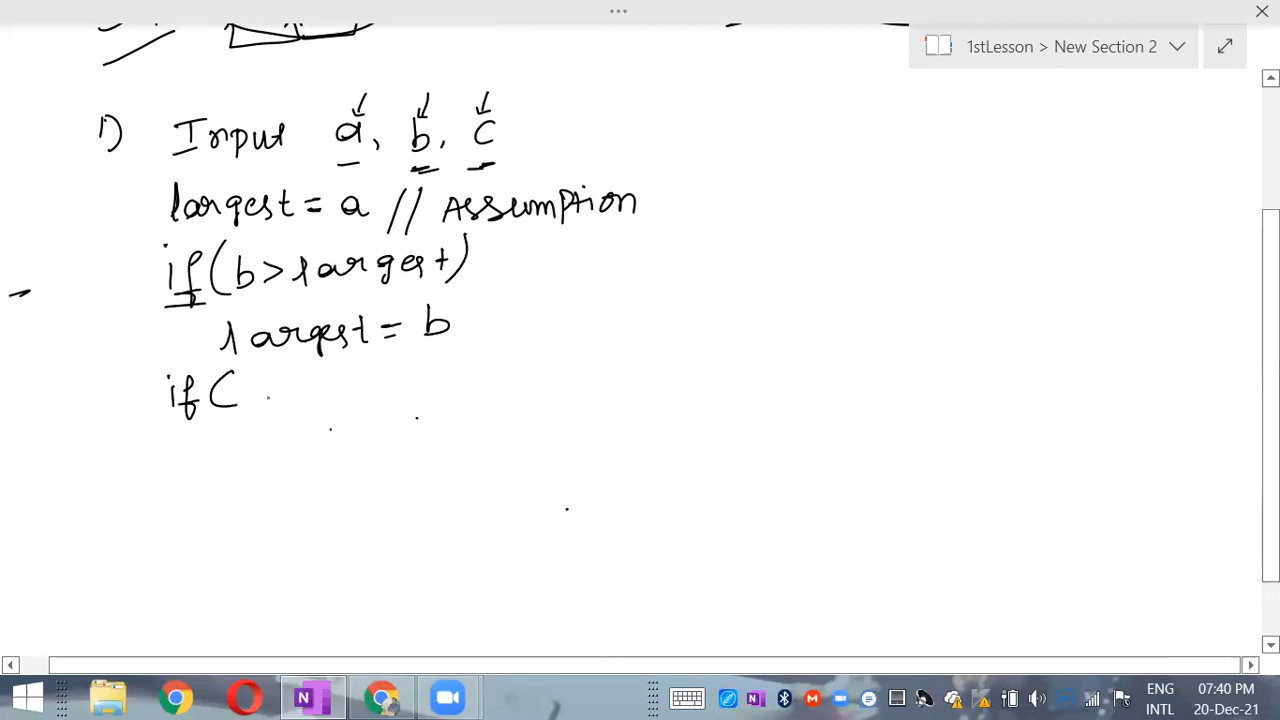 1stLesson > New Section 2
1) Input a, b, c
largest = a // Assumption
if (b > largest)
largest = b
if C
ENG
INTL
07:40 PM
20-Dec-21